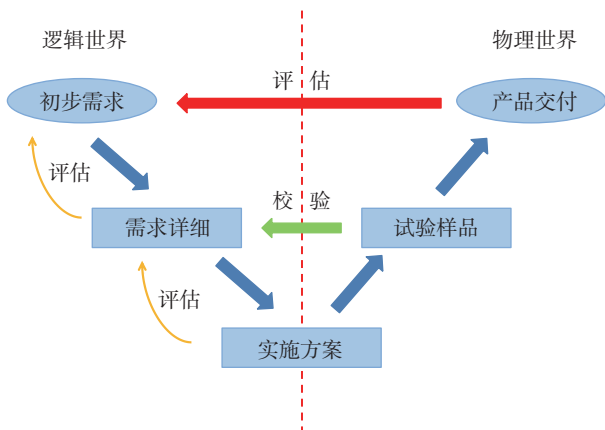 逻辑世界
物理世界
评 估
初步需求
产品交付
评估
校 验
需求详细
试验样品
评估
实施方案